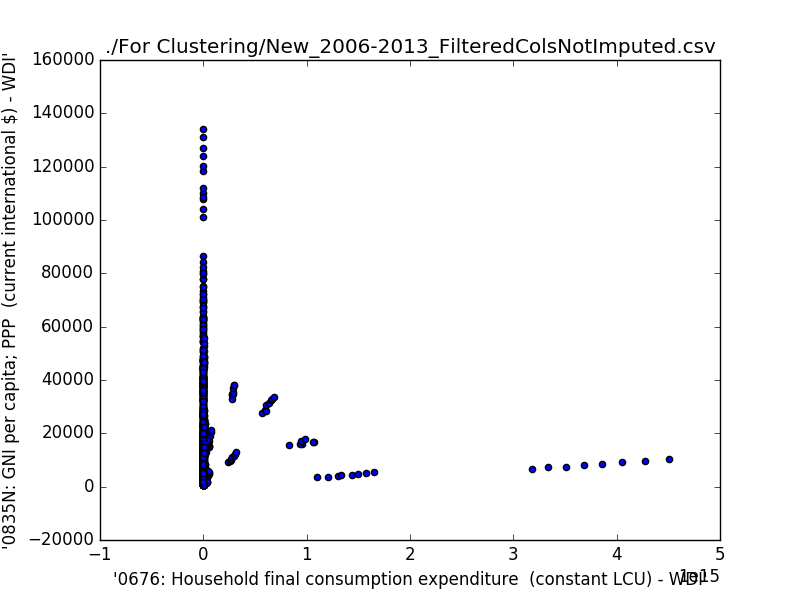 ./For Clustering/New_2006-2013_FilteredColsNotImputed.csv
'0835N: GNI per capita; PPP  (current international $) - WDI'
160000
140000
120000
100000
80000
60000
40000
20000
0
−20000
−1 0 1 2 3 4 5
1e15
'0676: Household final consumption expenditure  (constant LCU) - WDI'